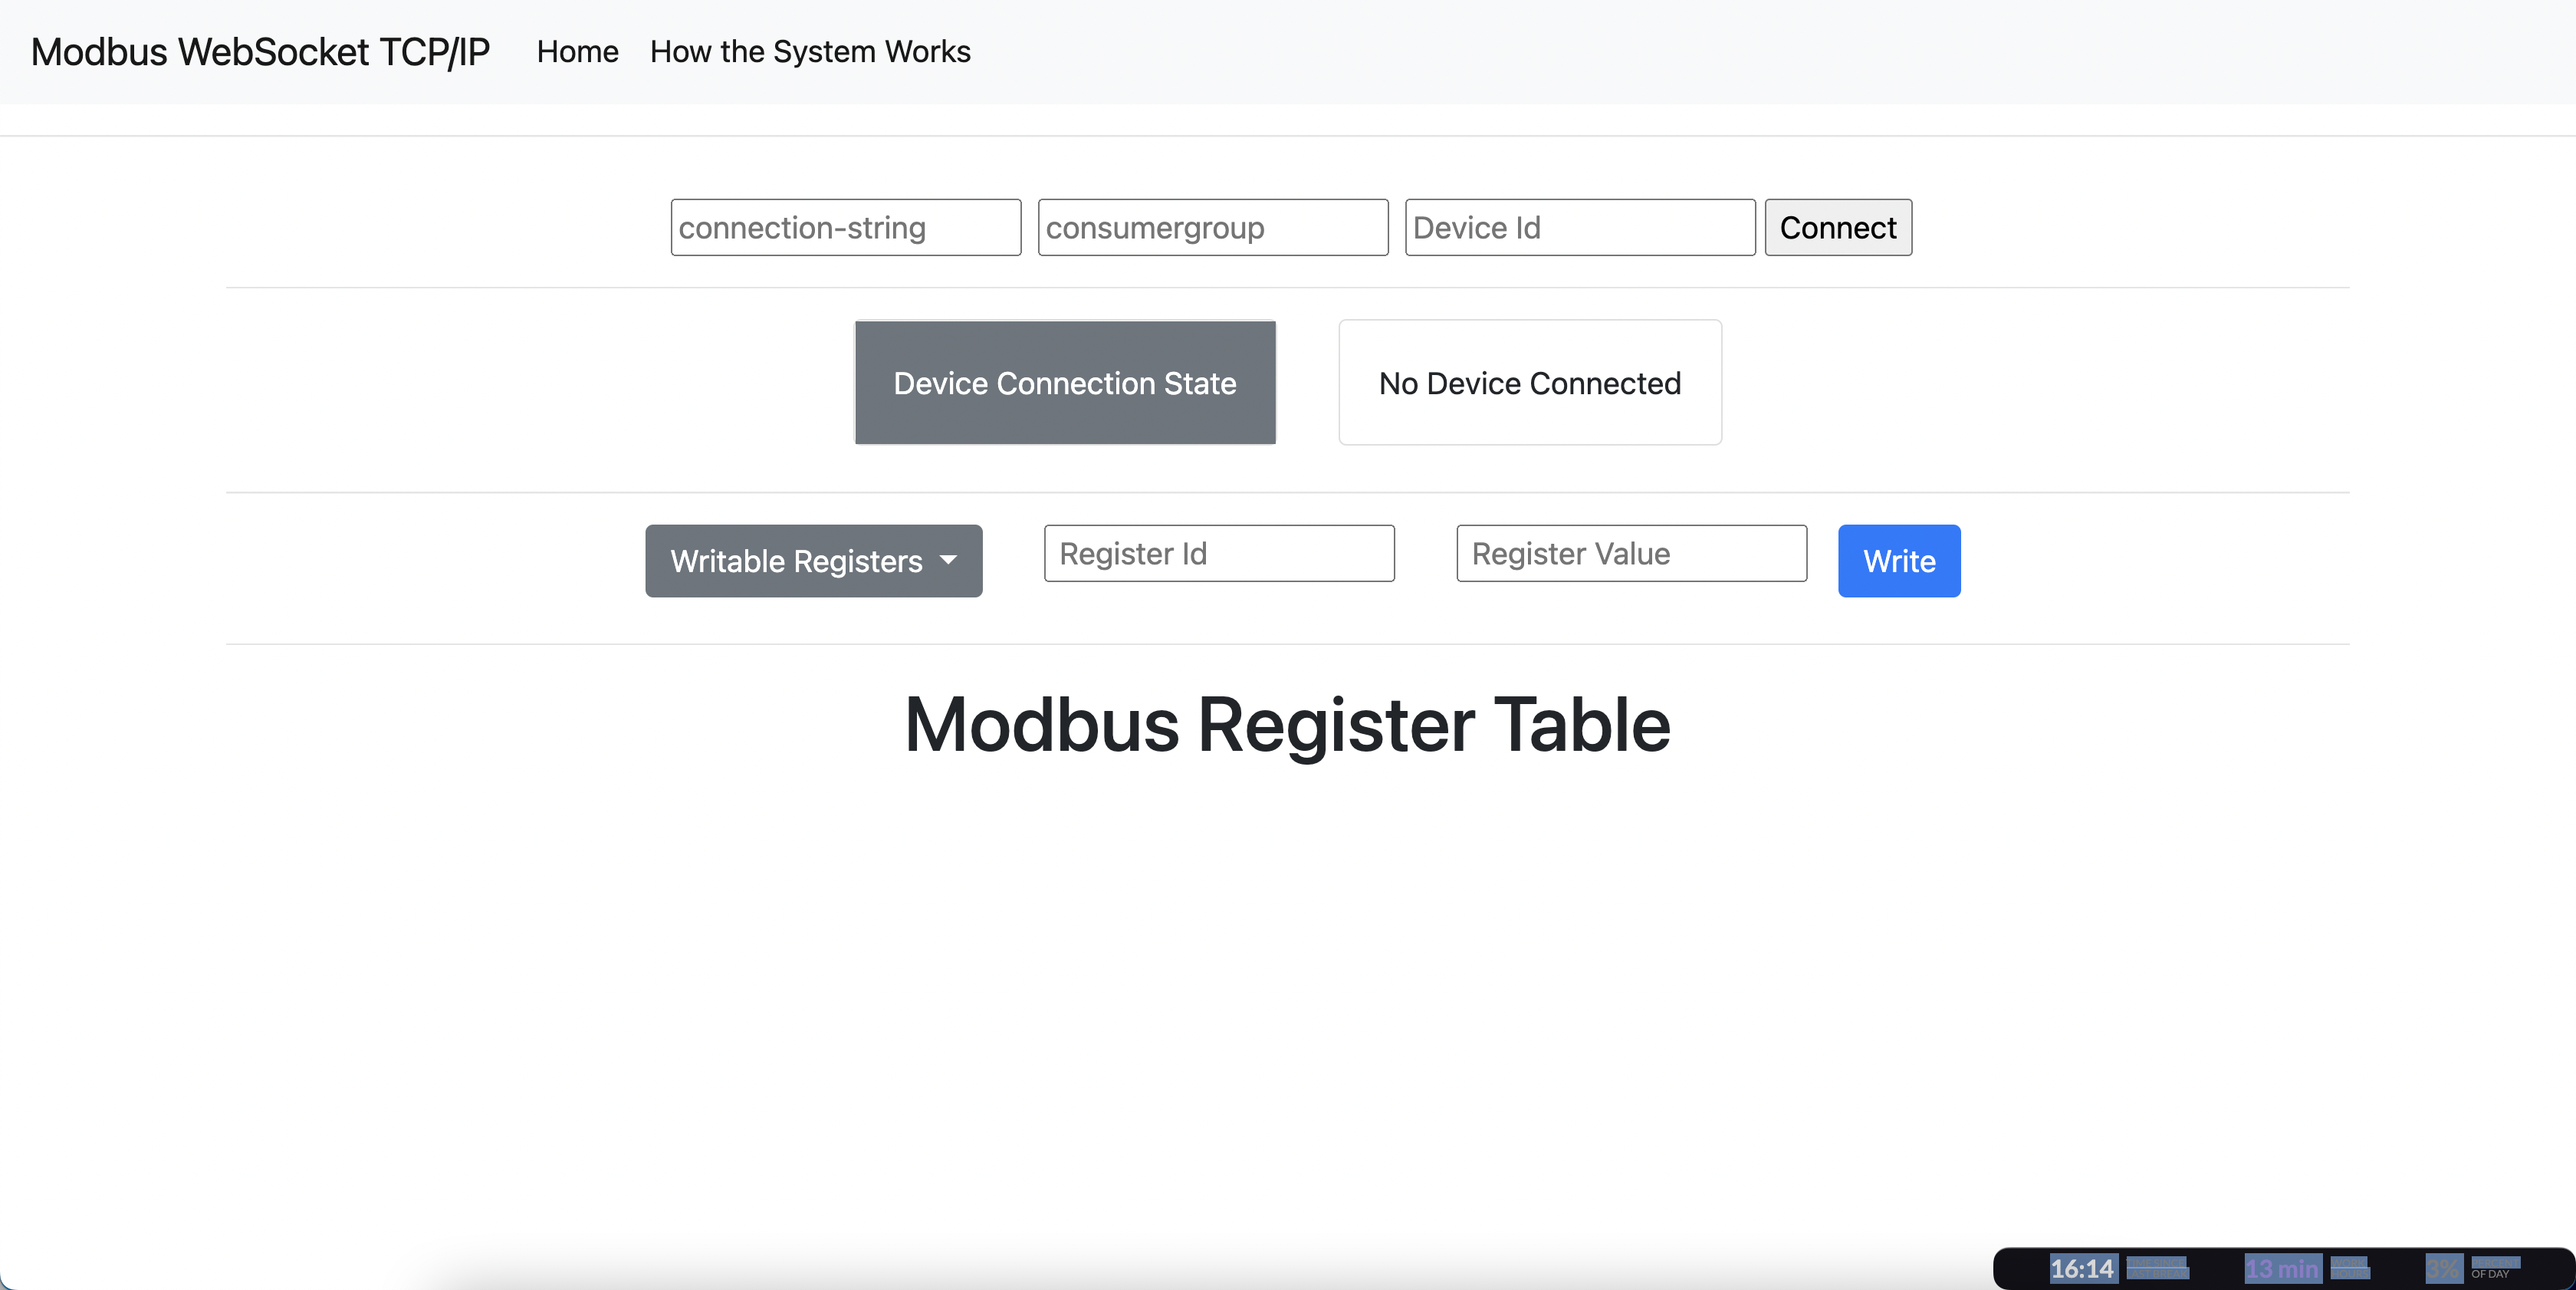 Modbus WebSocket TCP/IP Home How the System Works
connection-string consumergroup Device Id Connect
Device Connection State No Device Connected
Writable Registers Register Id Register Value Write
Modbus Register Table
16:14 13 min 3%
OF DAY